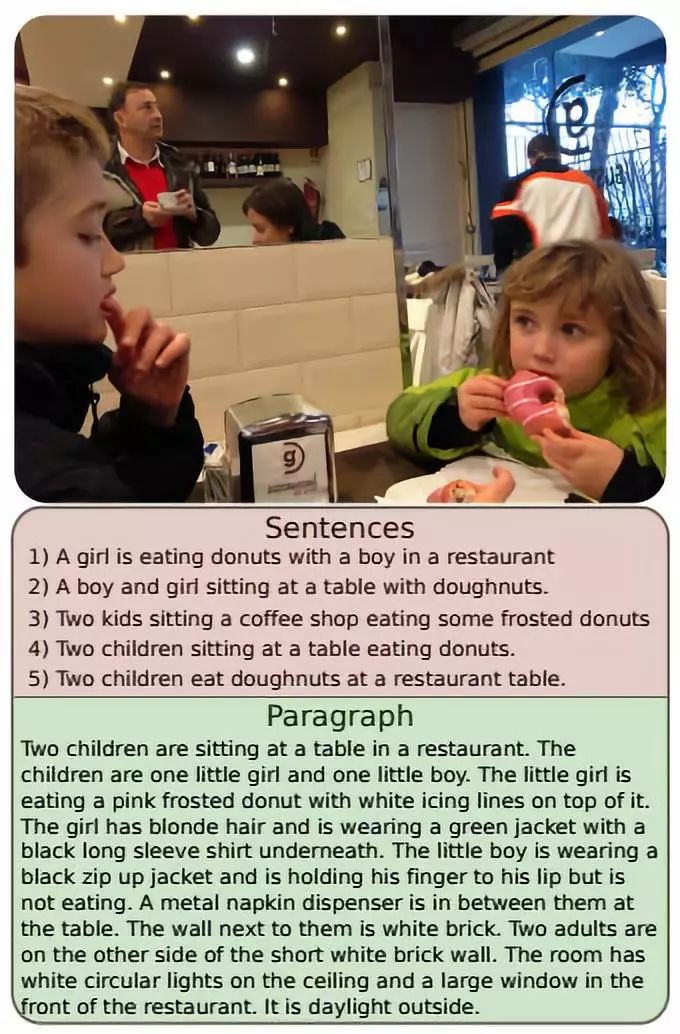 g
g
Sentences
1) A girl is eating donuts with a boy in a restaurant
2) A boy and girl sitting at a table with doughnuts.
3) Two kids sitting a coffee shop eating some frosted donuts
4) Two children sitting at a table eating donuts.
5) Two children eat doughnuts at a restaurant table.
Paragraph
Two children are sitting at a table in a restaurant. The
children are one little girl and one little boy. The little girl is
eating a pink frosted donut with white icing lines on top of it.
The girl has blonde hair and is wearing a green jacket with a
black long sleeve shirt underneath. The little boy is wearing a
black zip up jacket and is holding his finger to his lip but is
not eating. A metal napkin dispenser is in between them at
the table. The wall next to them is white brick. Two adults are
on the other side of the short white brick wall. The room has
white circular lights on the ceiling and a large window in the
front of the restaurant. It is daylight outside.